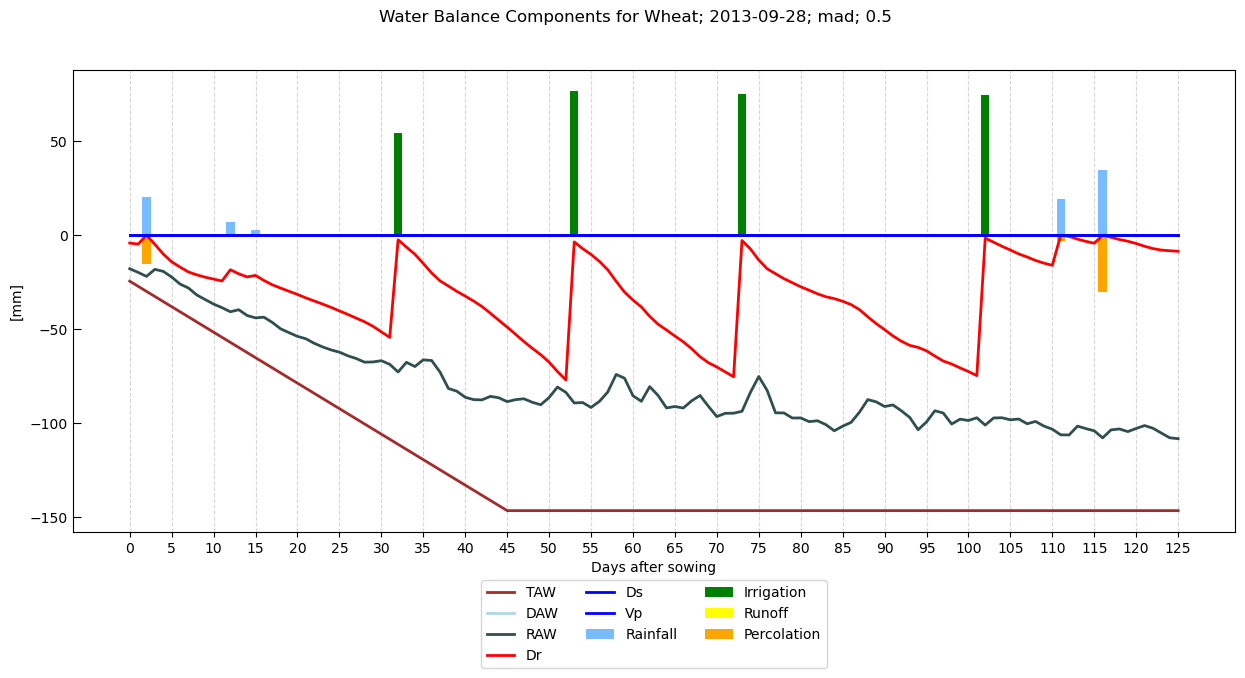 Water Balance Components for Wheat; 2013-09-28; mad; 0.5
50
0
−50
−100
−150
[mm]
0 5 10 15 20 25 30 35 40 45 50 55 60 65 70 75 80 85 90 95 100 105 110 115 120 125
Days after sowing
TAW Ds Irrigation
DAW Vp Runoff
RAW Rainfall Percolation
Dr